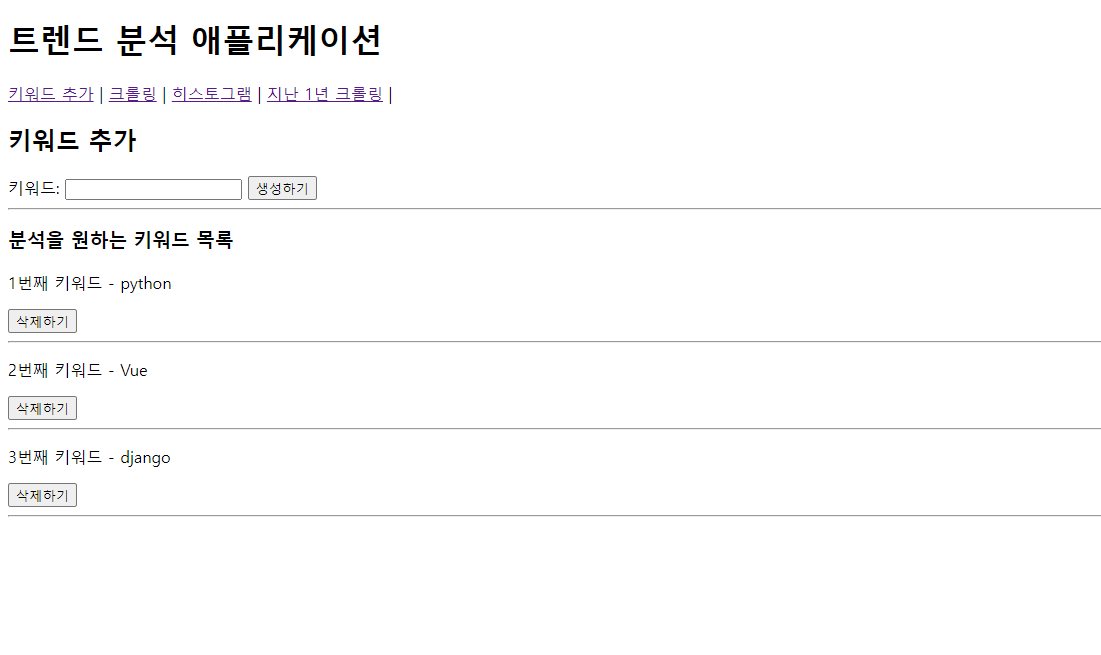 트렌드 분석 애플리케이션
키워드 추가 | 크롤링 | 히스토그램 | 지난 1년 크롤링 |
키워드 추가
키워드: 생성하기
분석을 원하는 키워드 목록
1번째 키워드 - python
삭제하기
2번째 키워드 - Vue
삭제하기
3번째 키워드 - django
삭제하기